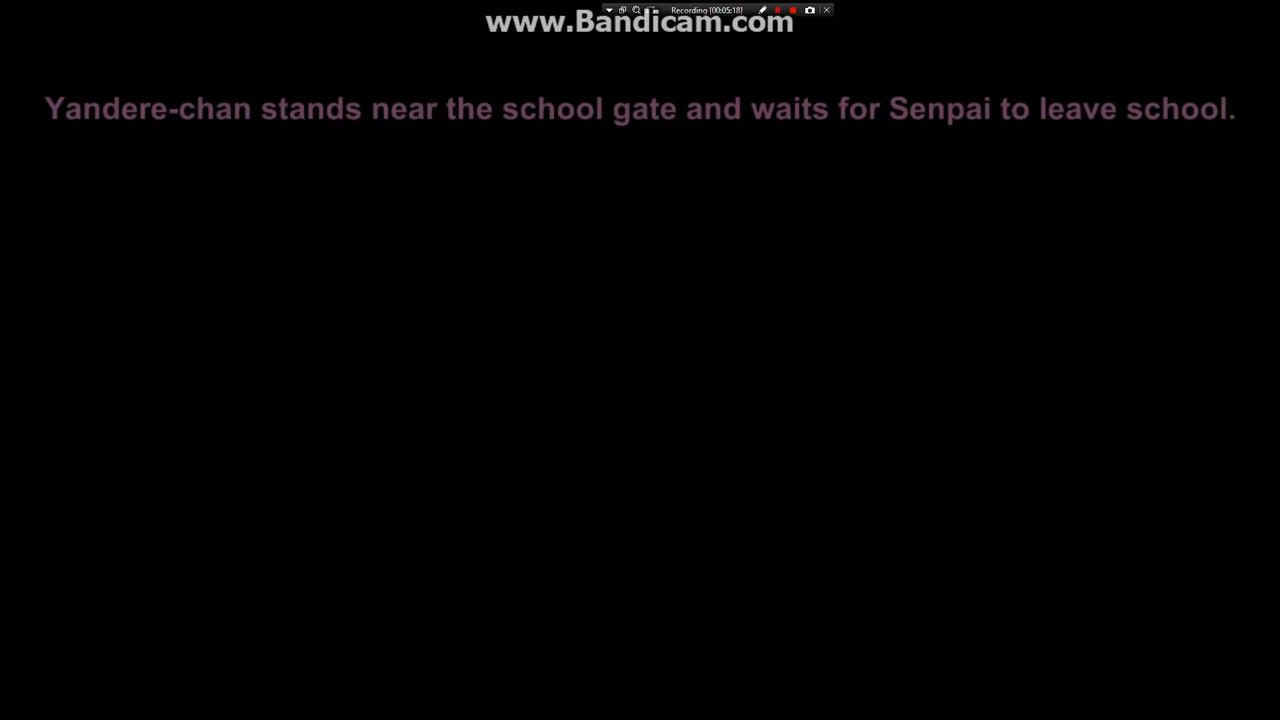 Recording [00:05:18]
www.Bandicam.com
Yandere-chan stands near the school gate and waits for Senpai to leave school.